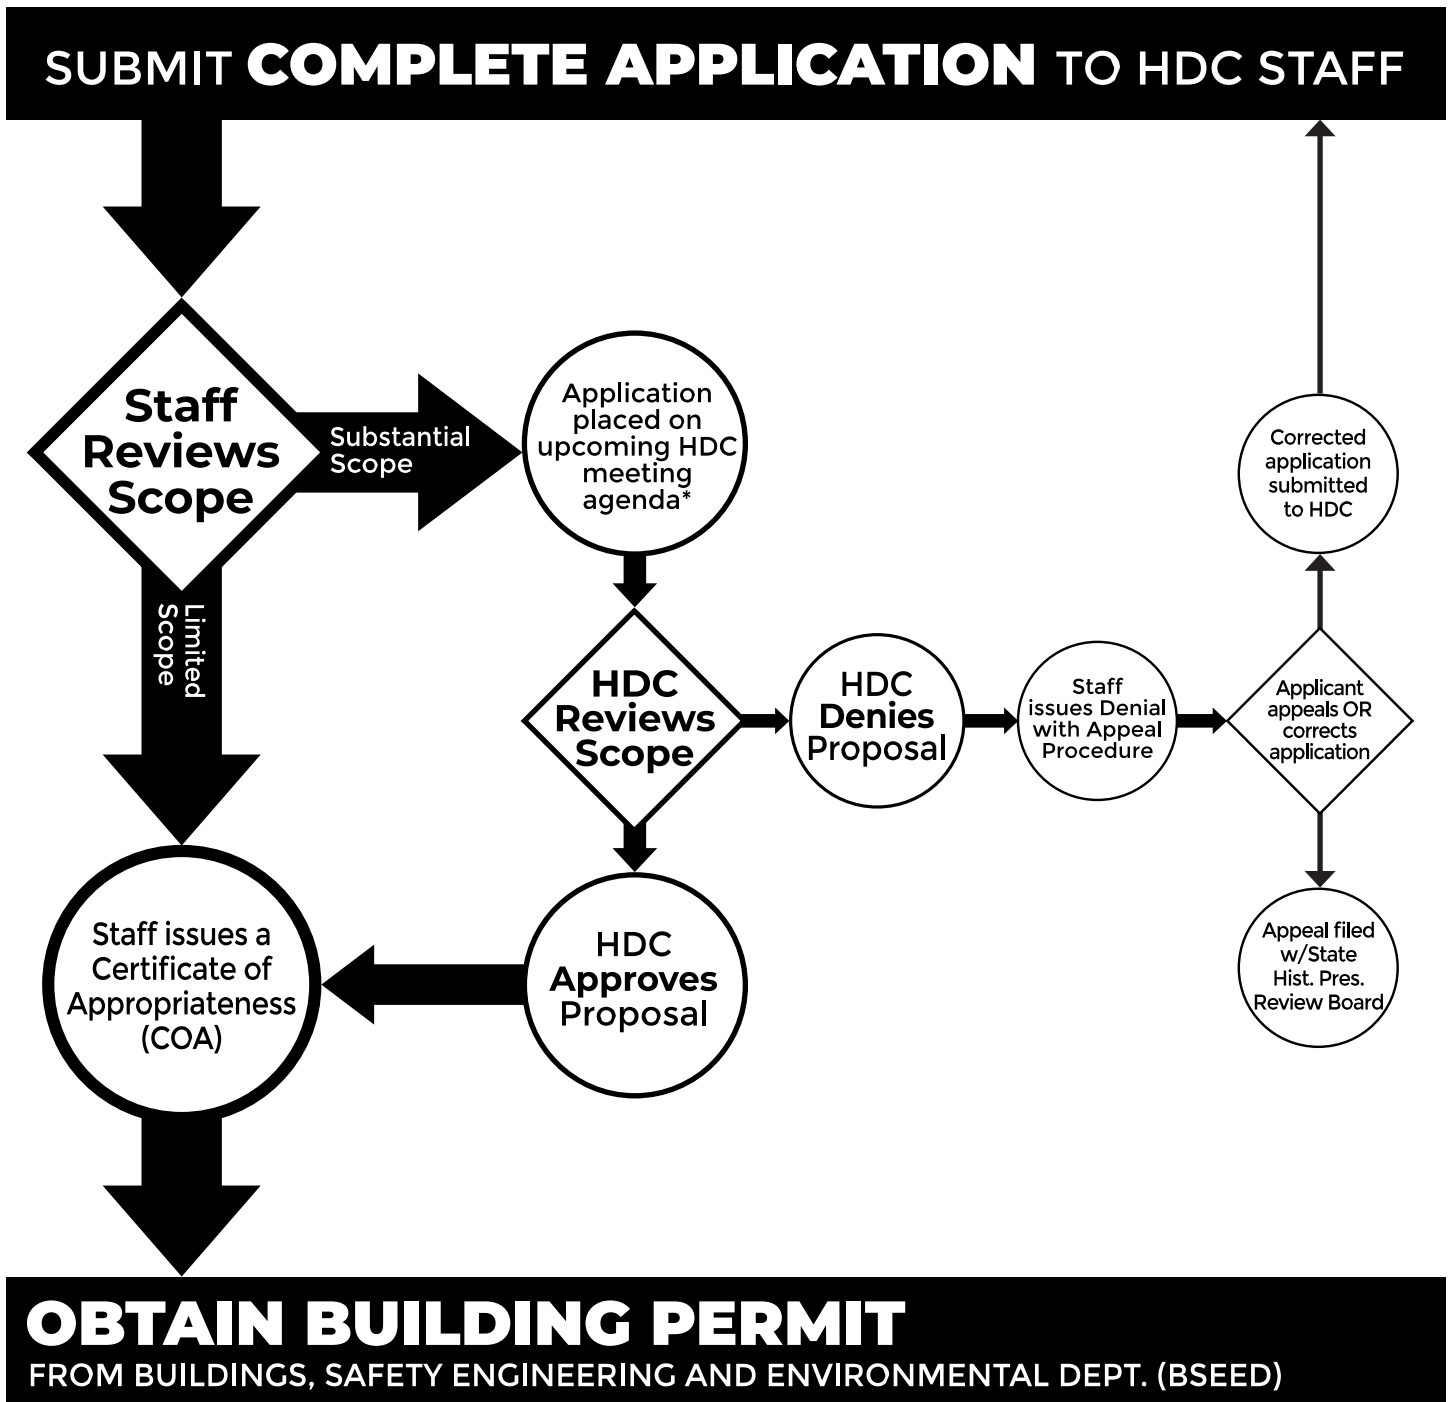 SUBMIT COMPLETE APPLICATION TO HDC STAFF
Staff
Reviews
Scope
Substantial
Scope
Application
placed on
upcoming HDC
meeting
agenda*
Limited
Scope
HDC
Reviews
Scope
HDC
Denies
Proposal
Staff
issues Denial
with Appeal
Procedure
Applicant
appeals OR
corrects
application
Corrected
application
submitted
to HDC
Appeal filed
w/State
Hist. Pres.
Review Board
HDC
Approves
Proposal
Staff issues a
Certificate of
Appropriateness
(COA)
OBTAIN BUILDING PERMIT
FROM BUILDINGS, SAFETY ENGINEERING AND ENVIRONMENTAL DEPT. (BSEED)